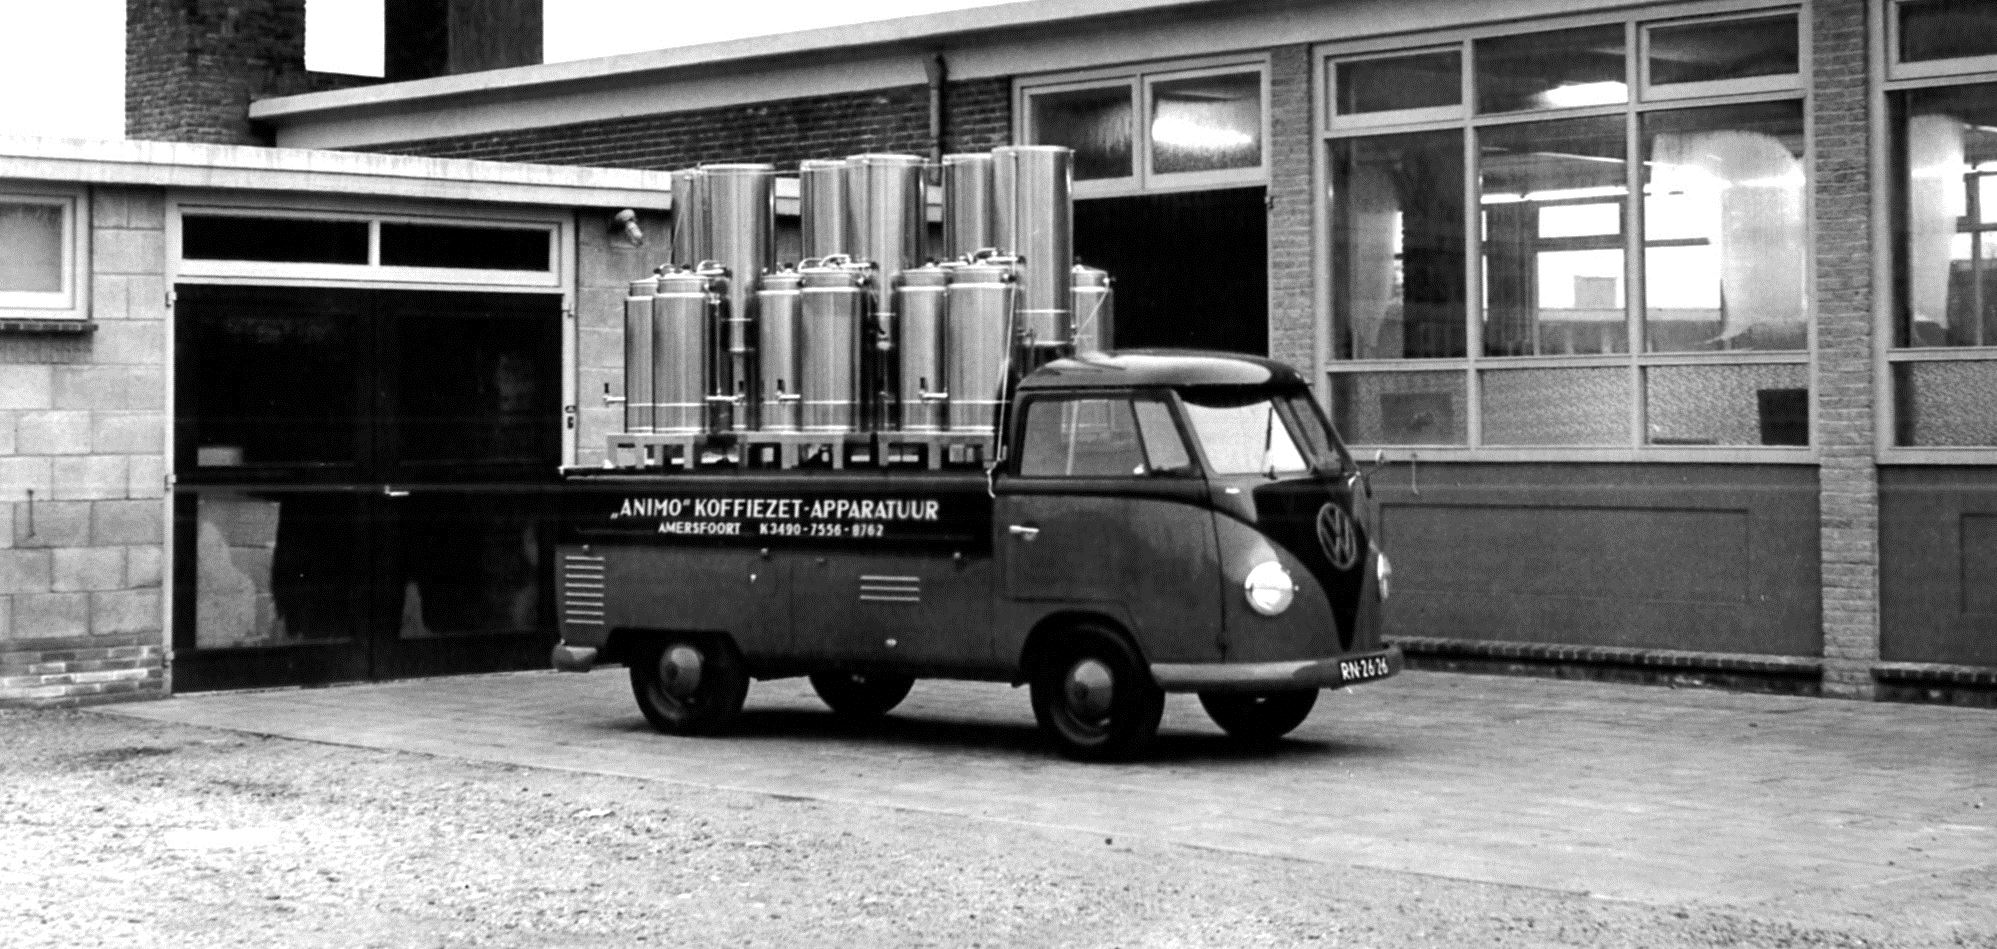 „ANIMO" KOFFIEZET-APPARATUUR
AMERSFOORT K3490-7556-8762
RN-26-26